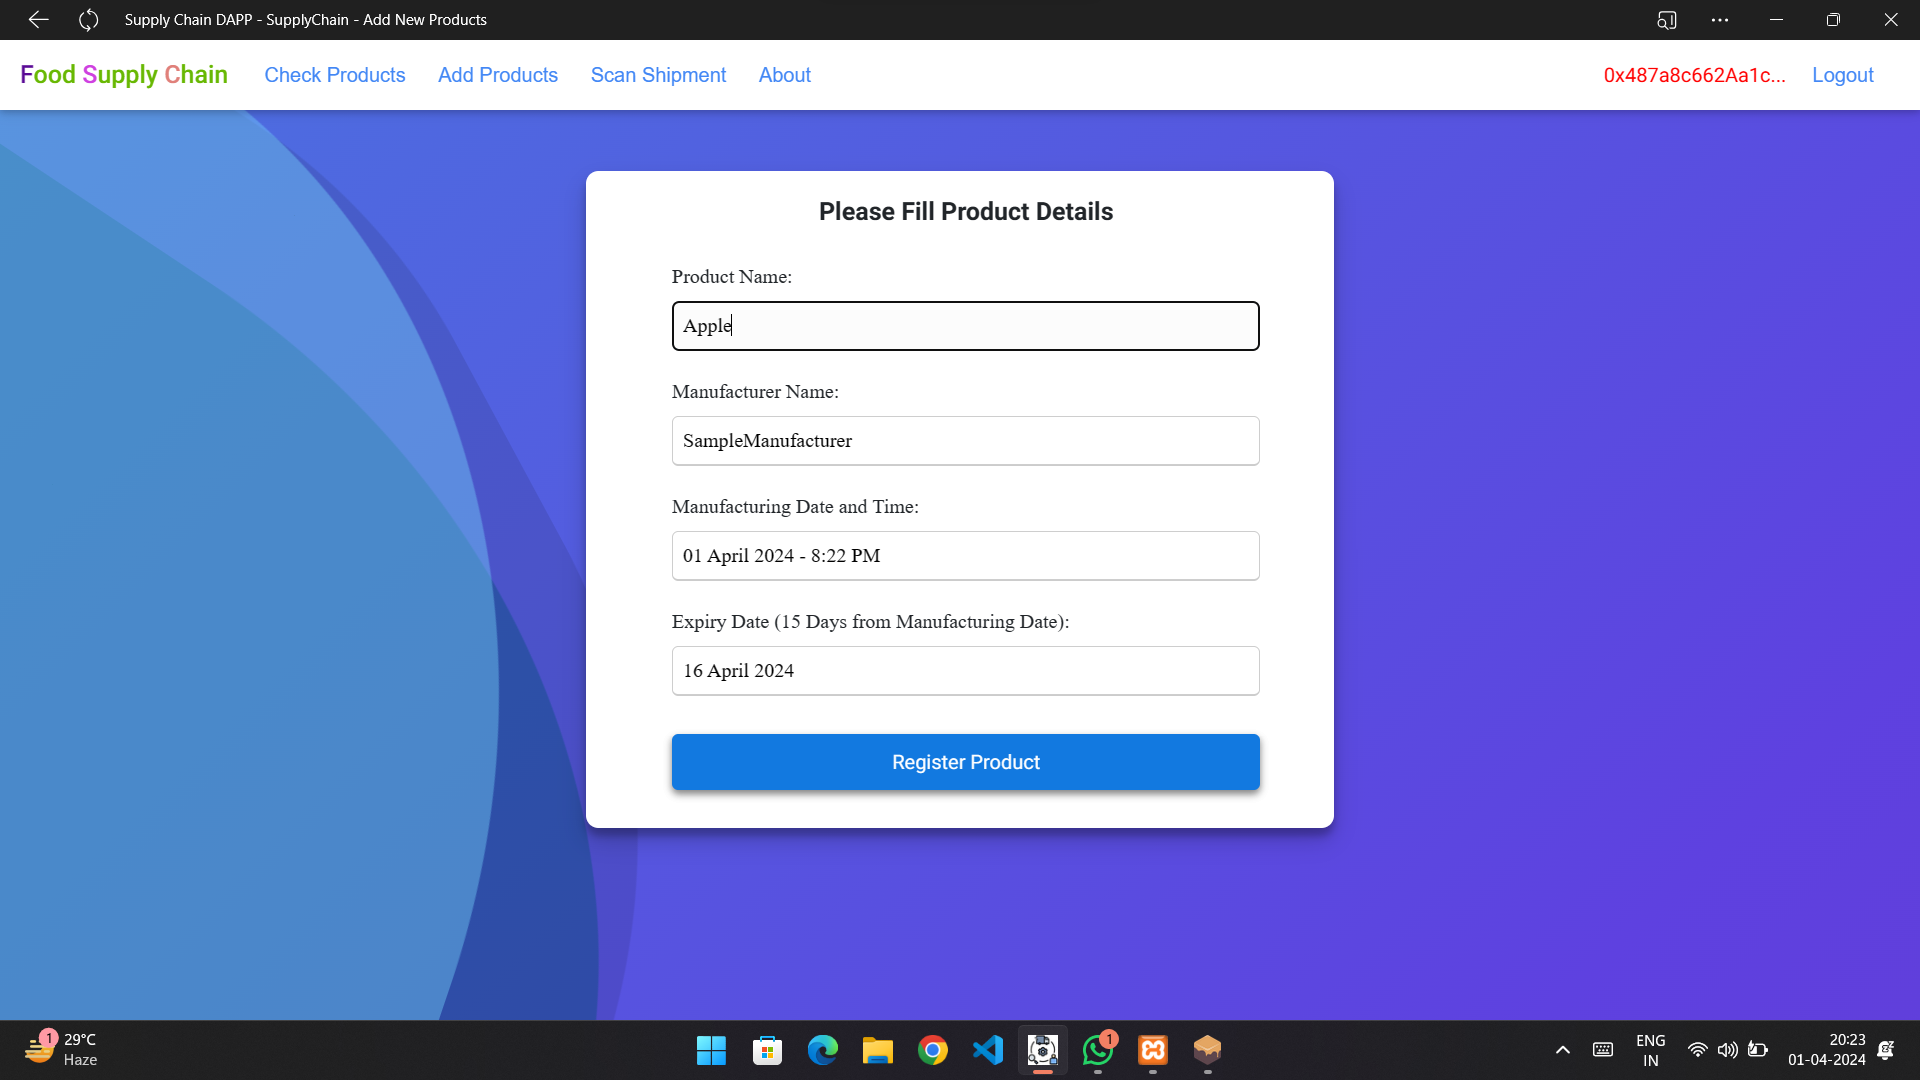 Supply Chain DAPP - SupplyChain - Add New Products
Food Supply Chain Check Products Add Products Scan Shipment About 0x487a8c662Aa1c... Logout
Please Fill Product Details
Product Name:
Apple
Manufacturer Name:
SampleManufacturer
Manufacturing Date and Time:
01 April 2024 - 8:22 PM
Expiry Date (15 Days from Manufacturing Date):
16 April 2024
Register Product
1
29°C
Haze
1
ENG
IN
20:23
01-04-2024